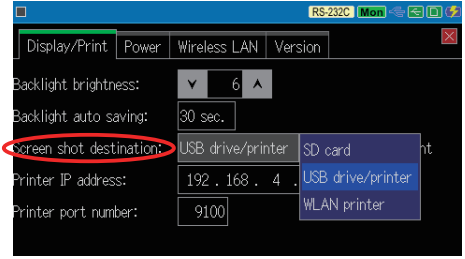 RS-232C Mon
Display/Print Power Wireless LAN Version
Backlight brightness: 6
Backlight auto saving: 30 sec.
Screen shot destination: USB drive/printer
SD card
USB drive/printer
WLAN printer
Printer IP address: 192 . 168 . 4 .
Printer port number: 9100